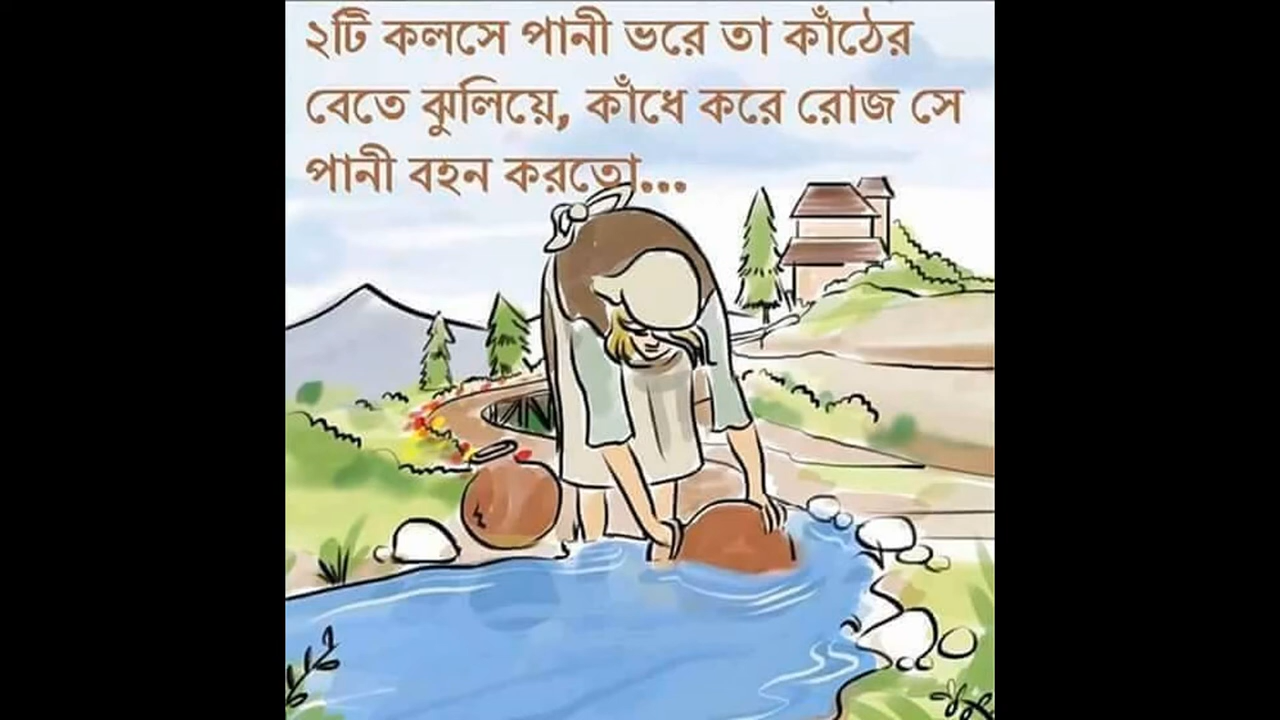 ২টি কলসে পানী ভরে তা কাঁঠের
বেতে ঝুলিয়ে, কাঁধে করে রোজ সে
পানী বহন করতো...